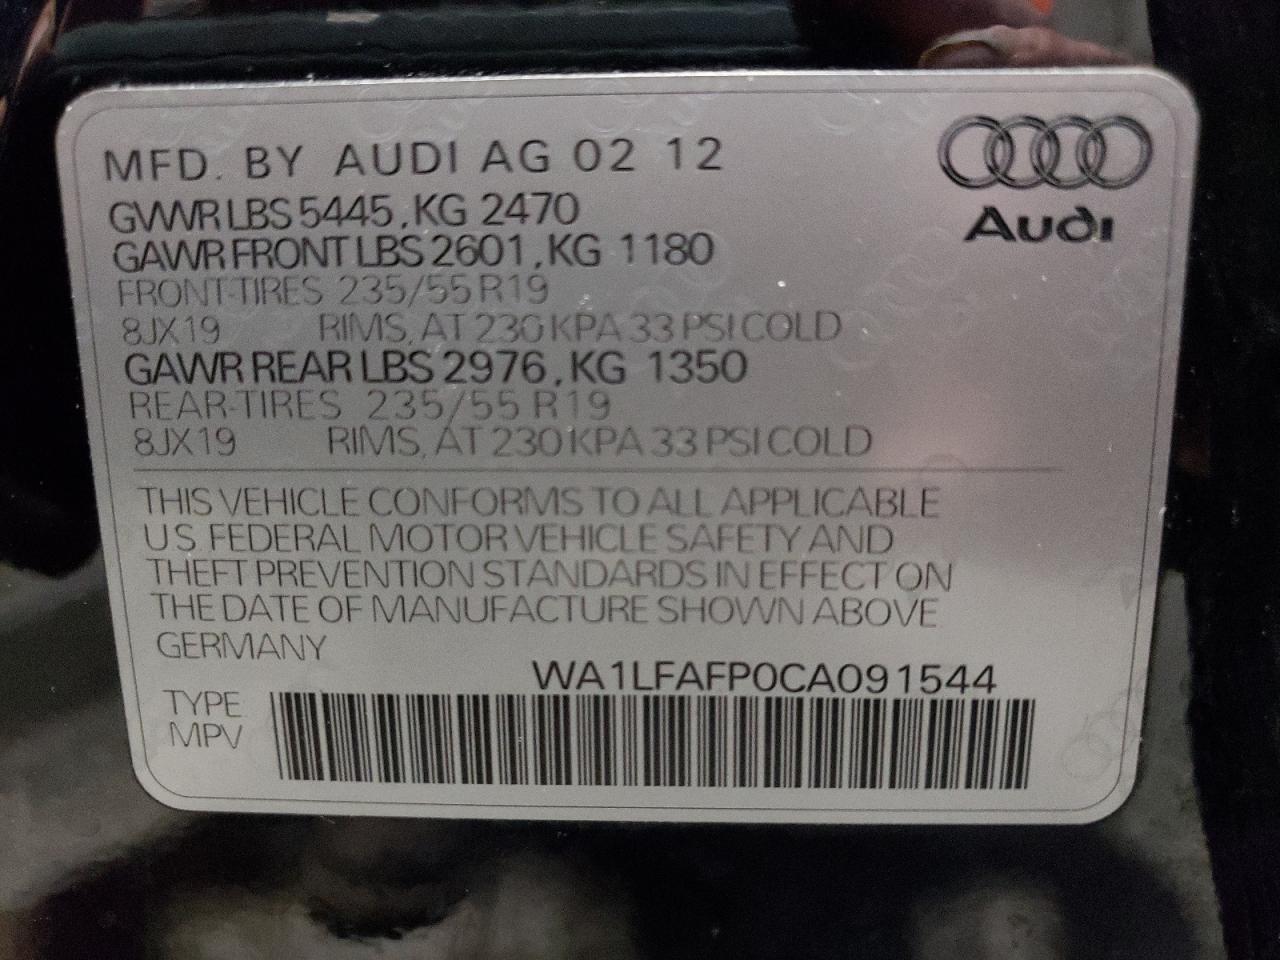 MFD. BY AUDI AG 02 12
Audi
GVWR LBS 5445, KG 2470
GAWR FRONT LBS 2601, KG 1180
FRONT-TIRES 235/55 R19
8JX19 RIMS, AT 230 KPA 33 PSI COLD
GAWR REAR LBS 2976, KG 1350
REAR-TIRES 235/55 R19
8JX19 RIMS, AT 230 KPA 33 PSI COLD
THIS VEHICLE CONFORMS TO ALL APPLICABLE
US FEDERAL MOTOR VEHICLE SAFETY AND
THEFT PREVENTION STANDARDS IN EFFECT ON
THE DATE OF MANUFACTURE SHOWN ABOVE
GERMANY
WA1LFAFP0CA091544
TYPE
MPV